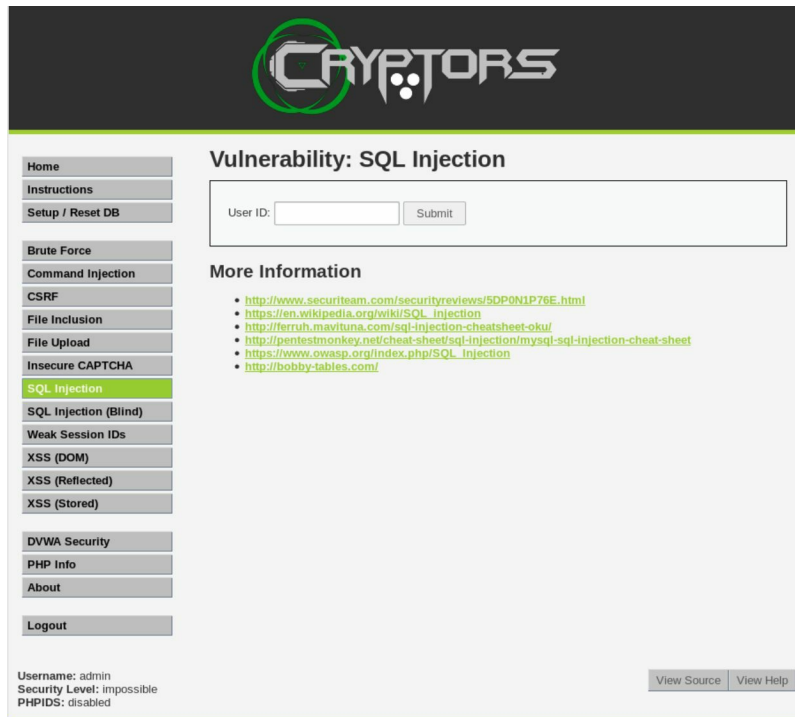 CRYPTORS
Home
Instructions
Setup / Reset DB
Brute Force
Command Injection
CSRF
File Inclusion
File Upload
Insecure CAPTCHA
SQL Injection
SQL Injection (Blind)
Weak Session IDs
XSS (DOM)
XSS (Reflected)
XSS (Stored)
DVWA Security
PHP Info
About
Logout
Vulnerability: SQL Injection
User ID:
Submit
More Information
http://www.securiteam.com/securityreviews/5DP0N1P76E.html
https://en.wikipedia.org/wiki/SQL_injection
http://ferruh.mavituna.com/sql-injection-cheatsheet-oku/
http://pentestmonkey.net/cheat-sheet/sql-injection/mysql-sql-injection-cheat-sheet
https://www.owasp.org/index.php/SQL_Injection
http://bobby-tables.com/
Username: admin
Security Level: impossible
PHPIDS: disabled
View Source
View Help